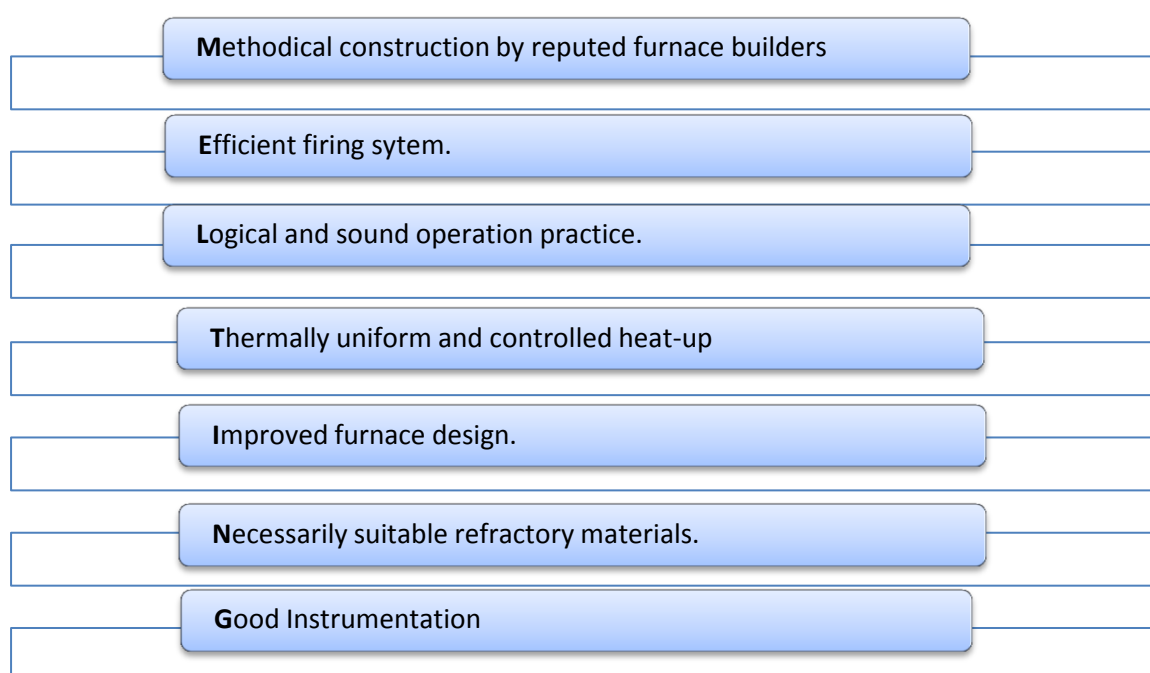 Methodical construction by reputed furnace builders
Efficient firing sytem.
Logical and sound operation practice.
Thermally uniform and controlled heat-up
Improved furnace design.
Necessarily suitable refractory materials.
Good Instrumentation